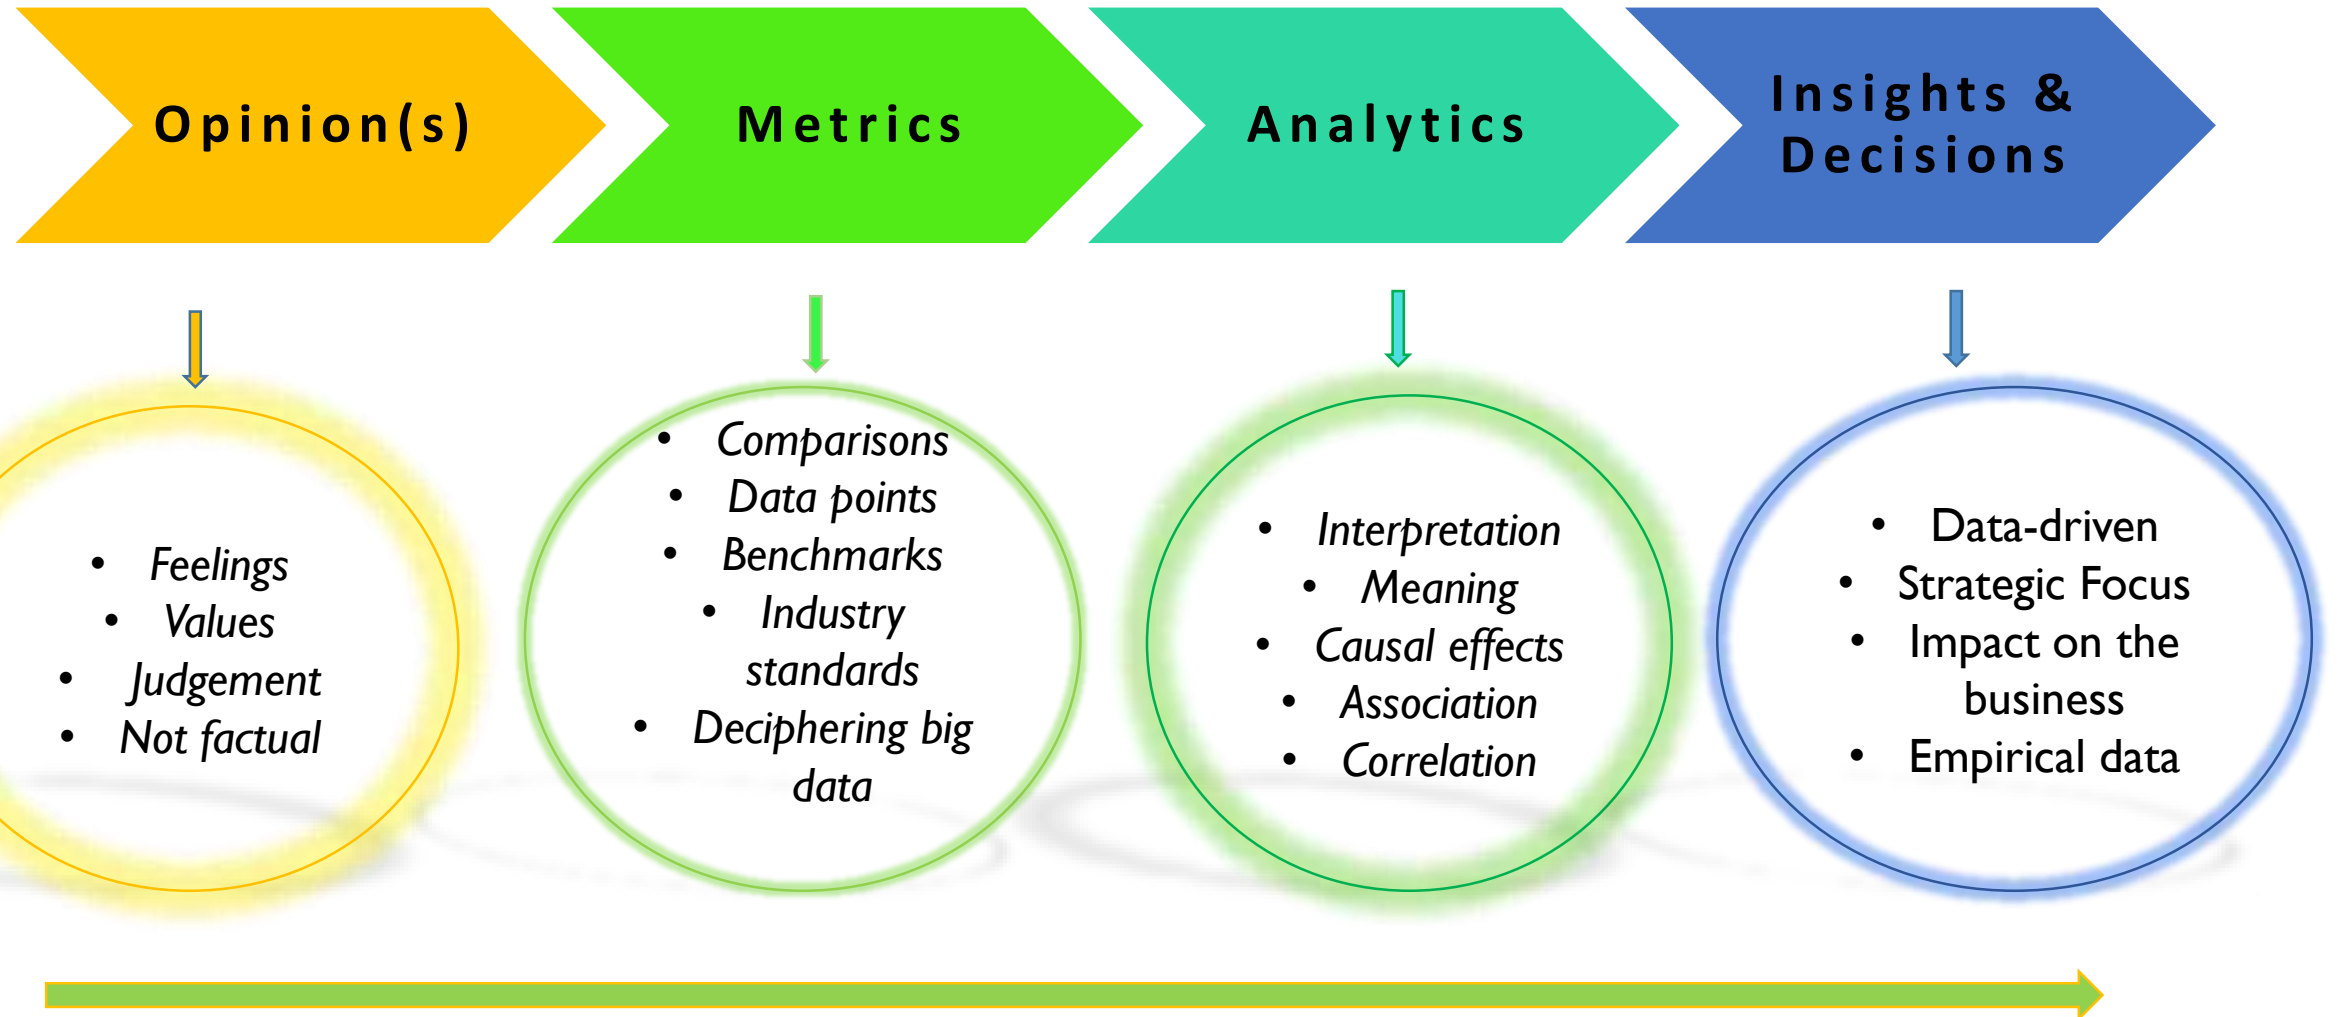 Opinion(s)
Metrics
Analytics
Insights &
Decisions
• Feelings
• Values
• Judgement
• Not factual
• Comparisons
• Data points
• Benchmarks
• Industry
standards
• Deciphering big
data
• Interpretation
• Meaning
• Causal effects
• Association
• Correlation
• Data-driven
• Strategic Focus
• Impact on the
business
• Empirical data